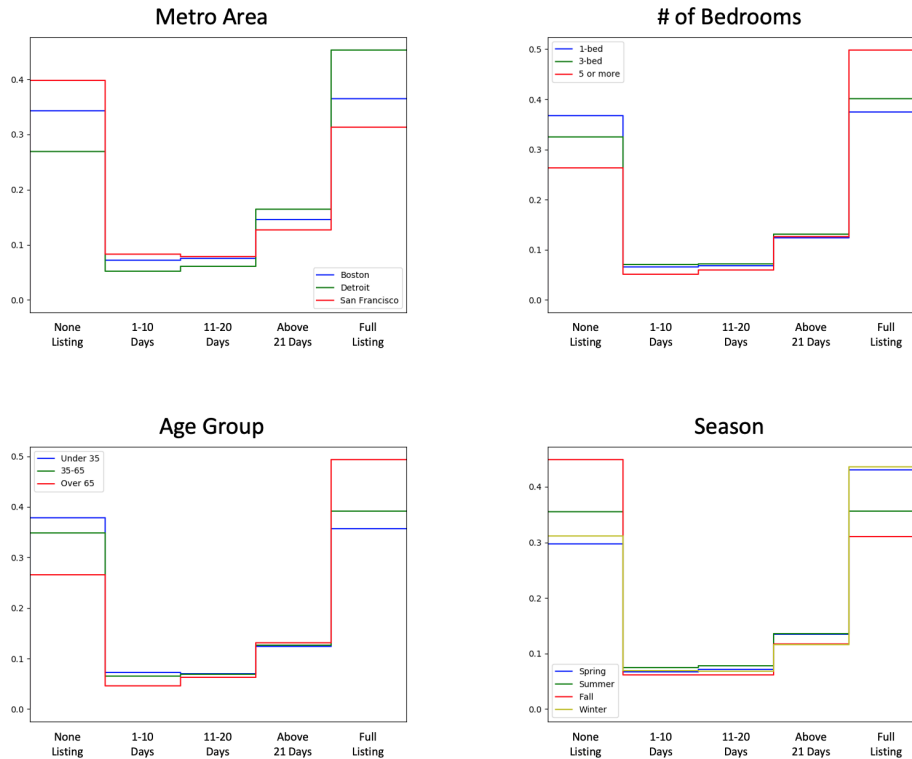 Metro Area
0.4
0.3
0.2
0.1
0.0
Boston
Detroit
San Francisco
None Listing
1-10 Days
11-20 Days
Above 21 Days
Full Listing
# of Bedrooms
0.5
0.4
0.3
0.2
0.1
0.0
1-bed
3-bed
5 or more
None Listing
1-10 Days
11-20 Days
Above 21 Days
Full Listing
Age Group
0.5
0.4
0.3
0.2
0.1
0.0
Under 35
35-65
Over 65
None Listing
1-10 Days
11-20 Days
Above 21 Days
Full Listing
Season
0.4
0.3
0.2
0.1
0.0
Spring
Summer
Fall
Winter
None Listing
1-10 Days
11-20 Days
Above 21 Days
Full Listing